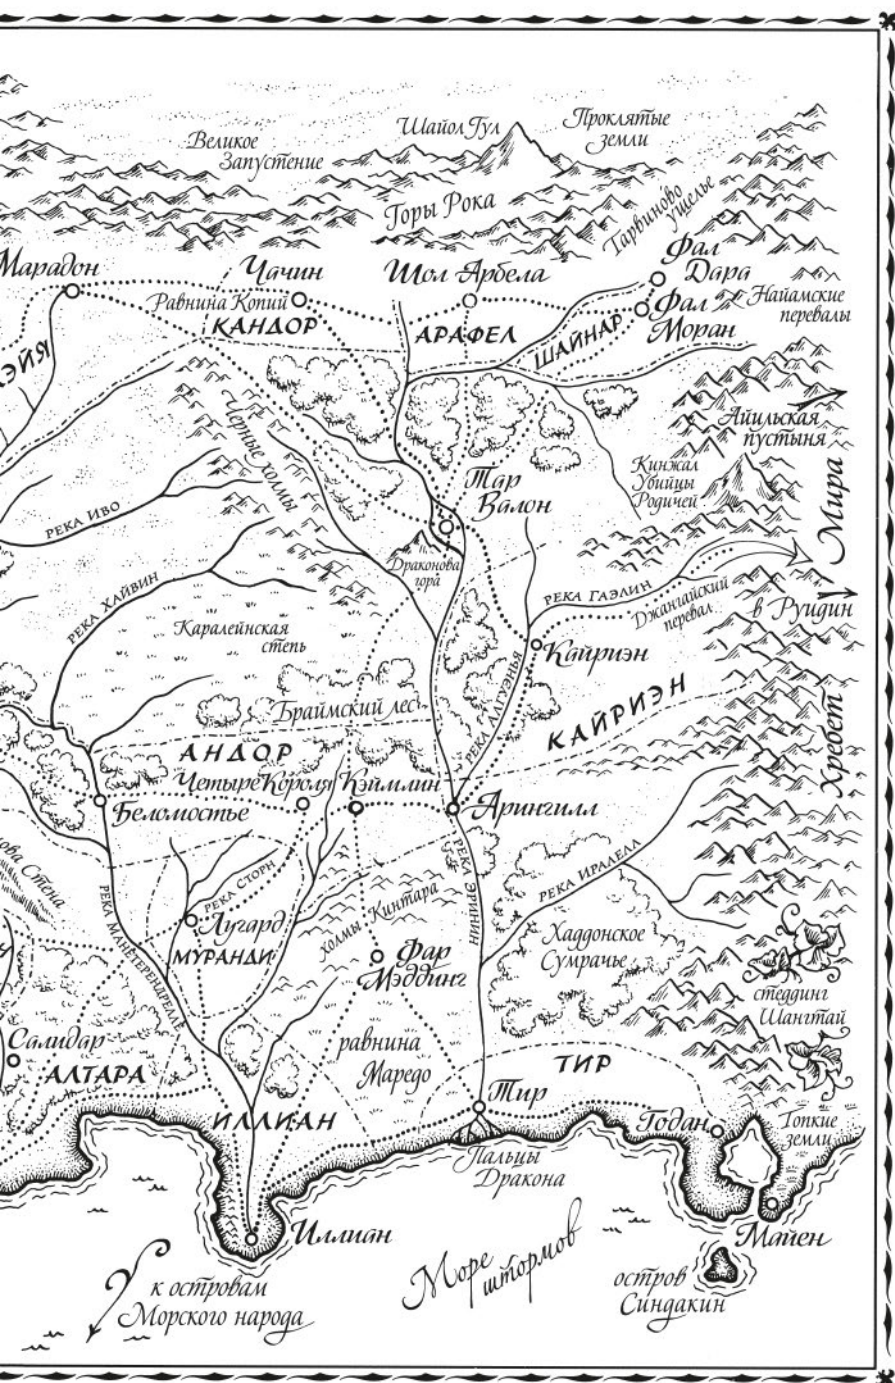 Великое
Запустение
Шайол Гул
Проклятые
земли
Горы Рока
Тарвиново
ущелье
Марадон
Чачин
Шол Арбела
Фал
Дара
Равнина Копий
КАНДОР
АРАФЕЛ
ШАЙНАР
Фал
Моран
Найамские
перевалы
Черные холмы
Айильская
пустыня
Кинжал
Убийцы
Родичей
Хребет Мира
Тар
Валон
РЕКА ИВО
Драконова
гора
РЕКА ХАЙВИН
РЕКА ГАЭЛИН
Джангайский
перевал
в Руидин
Каралейнская
степь
Кайриэн
РЕКА АЛГУЭНЬЯ
КАЙРИЭН
Браймский лес
АНДОР
Четыре Короля
Кэймлин
Беломостье
Арингилл
РЕКА МАНЕТЕРЕНДРЕЛЛЕ
РЕКА СТОРН
РЕКА ЭРИНИН
РЕКА ИРАЛЕЛЛ
холмы Кинтара
Лугард
МУРАНДИ
Фар
Мэддинг
Хаддонское
Сумрачье
стеддинг
Шангтай
Салидар
АЛТАРА
равнина
Маредо
ТИР
Тир
ИЛЛИАН
Годан
Топкие
земли
Пальцы
Дракона
Иллиан
Майен
Море
штормов
остров
Синдакин
к островам
Морского народа